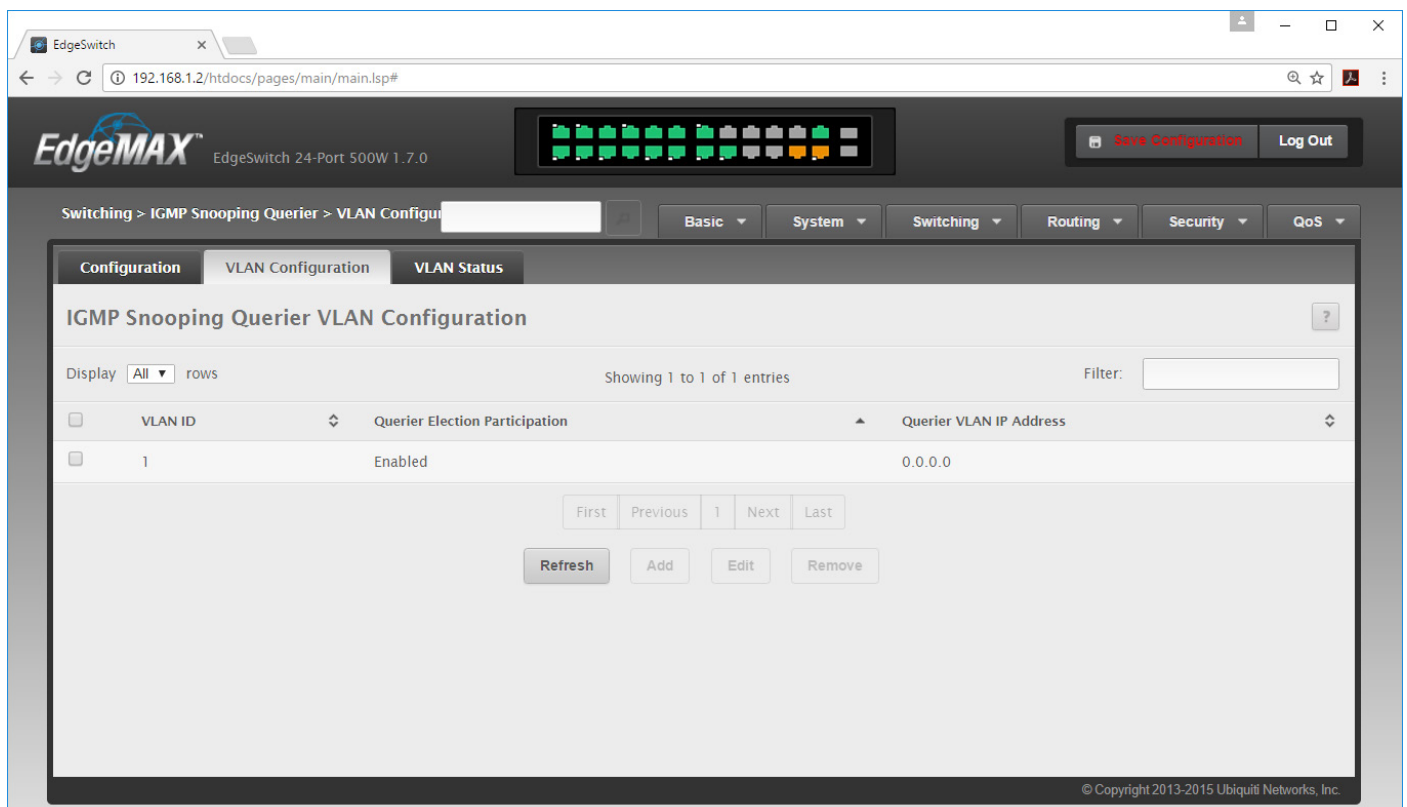 EdgeSwitch
192.168.1.2/htdocs/pages/main/main.lsp#
EdgeMAX™ EdgeSwitch 24-Port 500W 1.7.0
Save Configuration Log Out
Switching > IGMP Snooping Querier > VLAN Configu
Basic System Switching Routing Security QoS
Configuration VLAN Configuration VLAN Status
IGMP Snooping Querier VLAN Configuration ?
Display All rows Showing 1 to 1 of 1 entries Filter:
VLAN ID Querier Election Participation Querier VLAN IP Address
1 Enabled 0.0.0.0
First Previous 1 Next Last
Refresh Add Edit Remove
© Copyright 2013-2015 Ubiquiti Networks, Inc.